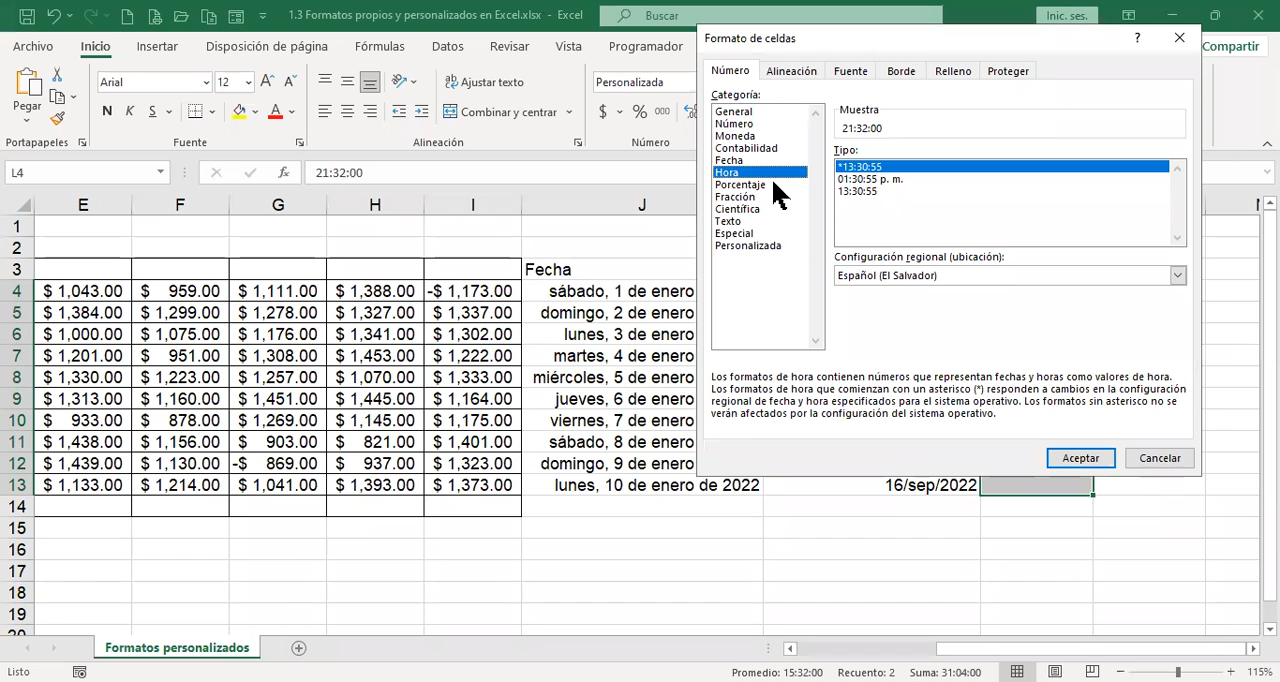 1.3 Formatos propios y personalizados en Excel.xlsx - Excel
Buscar
Inic. ses.
Archivo Inicio Insertar Disposición de página Fórmulas Datos Revisar Vista Programador
Compartir
Pegar
Arial 12
N K S
Ajustar texto
Combinar y centrar
Personalizada
$ % 000
Portapapeles Fuente Alineación Número
L4
21:32:00
Formato de celdas
Número Alineación Fuente Borde Relleno Proteger
Categoría:
General
Número
Moneda
Contabilidad
Fecha
Hora
Porcentaje
Fracción
Científica
Texto
Especial
Personalizada
Muestra
21:32:00
Tipo:
*13:30:55
01:30:55 p. m.
13:30:55
Configuración regional (ubicación):
Español (El Salvador)
Los formatos de hora contienen números que representan fechas y horas como valores de hora.
Los formatos de hora que comienzan con un asterisco (*) responden a cambios en la configuración
regional de fecha y hora especificados para el sistema operativo. Los formatos sin asterisco no se
verán afectados por la configuración del sistema operativo.
Aceptar Cancelar
E F G H I J
1
2
3 Fecha
4 $ 1,043.00 $ 959.00 $ 1,111.00 $ 1,388.00 -$ 1,173.00 sábado, 1 de enero
5 $ 1,384.00 $ 1,299.00 $ 1,278.00 $ 1,327.00 $ 1,337.00 domingo, 2 de enero
6 $ 1,000.00 $ 1,075.00 $ 1,176.00 $ 1,341.00 $ 1,302.00 lunes, 3 de enero
7 $ 1,201.00 $ 951.00 $ 1,308.00 $ 1,453.00 $ 1,222.00 martes, 4 de enero
8 $ 1,330.00 $ 1,223.00 $ 1,257.00 $ 1,070.00 $ 1,333.00 miércoles, 5 de enero
9 $ 1,313.00 $ 1,160.00 $ 1,451.00 $ 1,445.00 $ 1,164.00 jueves, 6 de enero
10 $ 933.00 $ 878.00 $ 1,269.00 $ 1,145.00 $ 1,175.00 viernes, 7 de enero
11 $ 1,438.00 $ 1,156.00 $ 903.00 $ 821.00 $ 1,401.00 sábado, 8 de enero
12 $ 1,439.00 $ 1,130.00 -$ 869.00 $ 937.00 $ 1,323.00 domingo, 9 de enero
13 $ 1,133.00 $ 1,214.00 $ 1,041.00 $ 1,393.00 $ 1,373.00 lunes, 10 de enero de 2022 16/sep/2022
14
15
16
17
18
19
Formatos personalizados
Listo
Promedio: 15:32:00 Recuento: 2 Suma: 31:04:00
115%